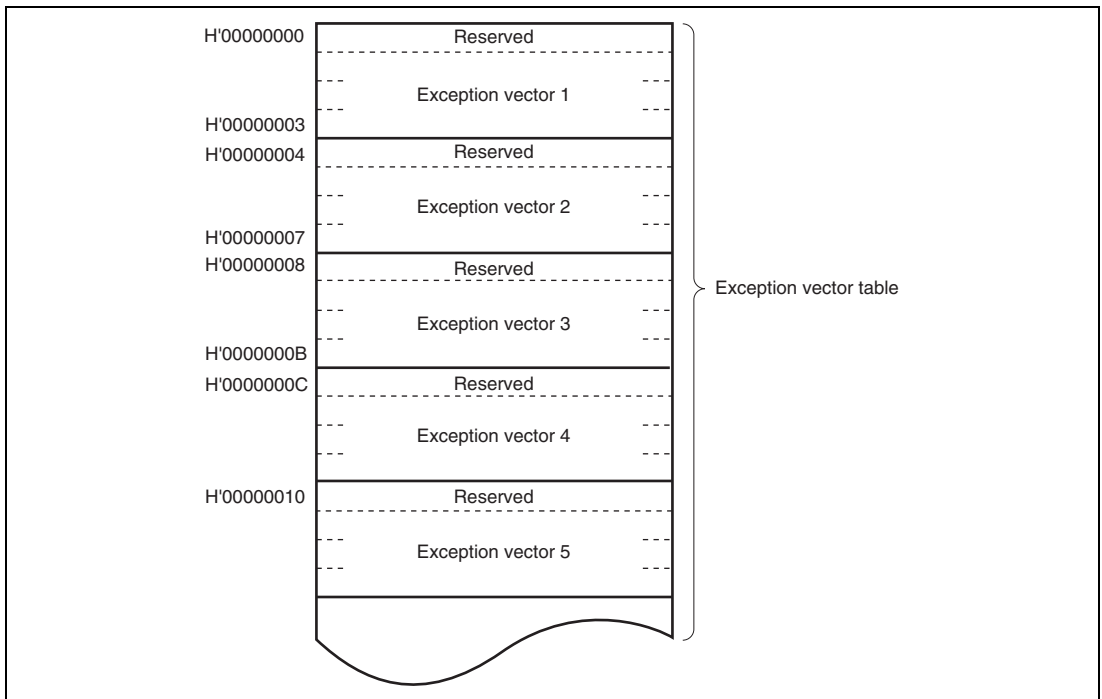 H'00000000 Reserved
Exception vector 1
H'00000003
H'00000004 Reserved
Exception vector 2
H'00000007
H'00000008 Reserved
Exception vector 3
Exception vector table
H'0000000B
H'0000000C Reserved
Exception vector 4
H'00000010 Reserved
Exception vector 5